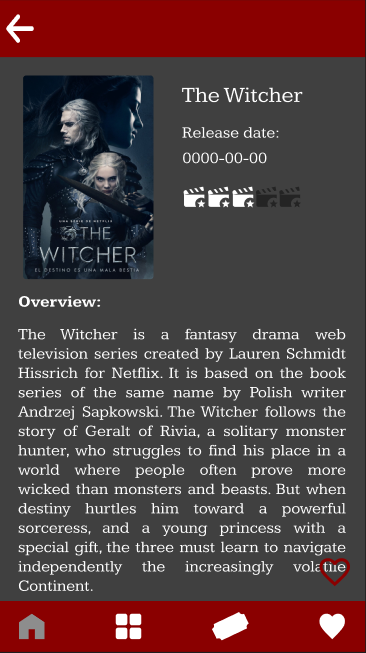 The Witcher
Release date:
0000-00-00
UNA SERIE DE NETFLIX
THE
WITCHER
EL DESTINO ES UNA MALA BESTIA
Overview:
The Witcher is a fantasy drama web
television series created by Lauren Schmidt
Hissrich for Netflix. It is based on the book
series of the same name by Polish writer
Andrzej Sapkowski. The Witcher follows the
story of Geralt of Rivia, a solitary monster
hunter, who struggles to find his place in a
world where people often prove more
wicked than monsters and beasts. But when
destiny hurtles him toward a powerful
sorceress, and a young princess with a
special gift, the three must learn to navigate
independently the increasingly volatile
Continent.